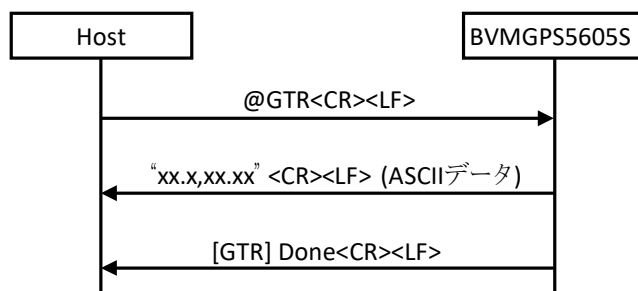 Host
BVMGPS5605S
@GTR<CR><LF>
“xx.x,xx.xx” <CR><LF> (ASCIIデータ)
[GTR] Done<CR><LF>